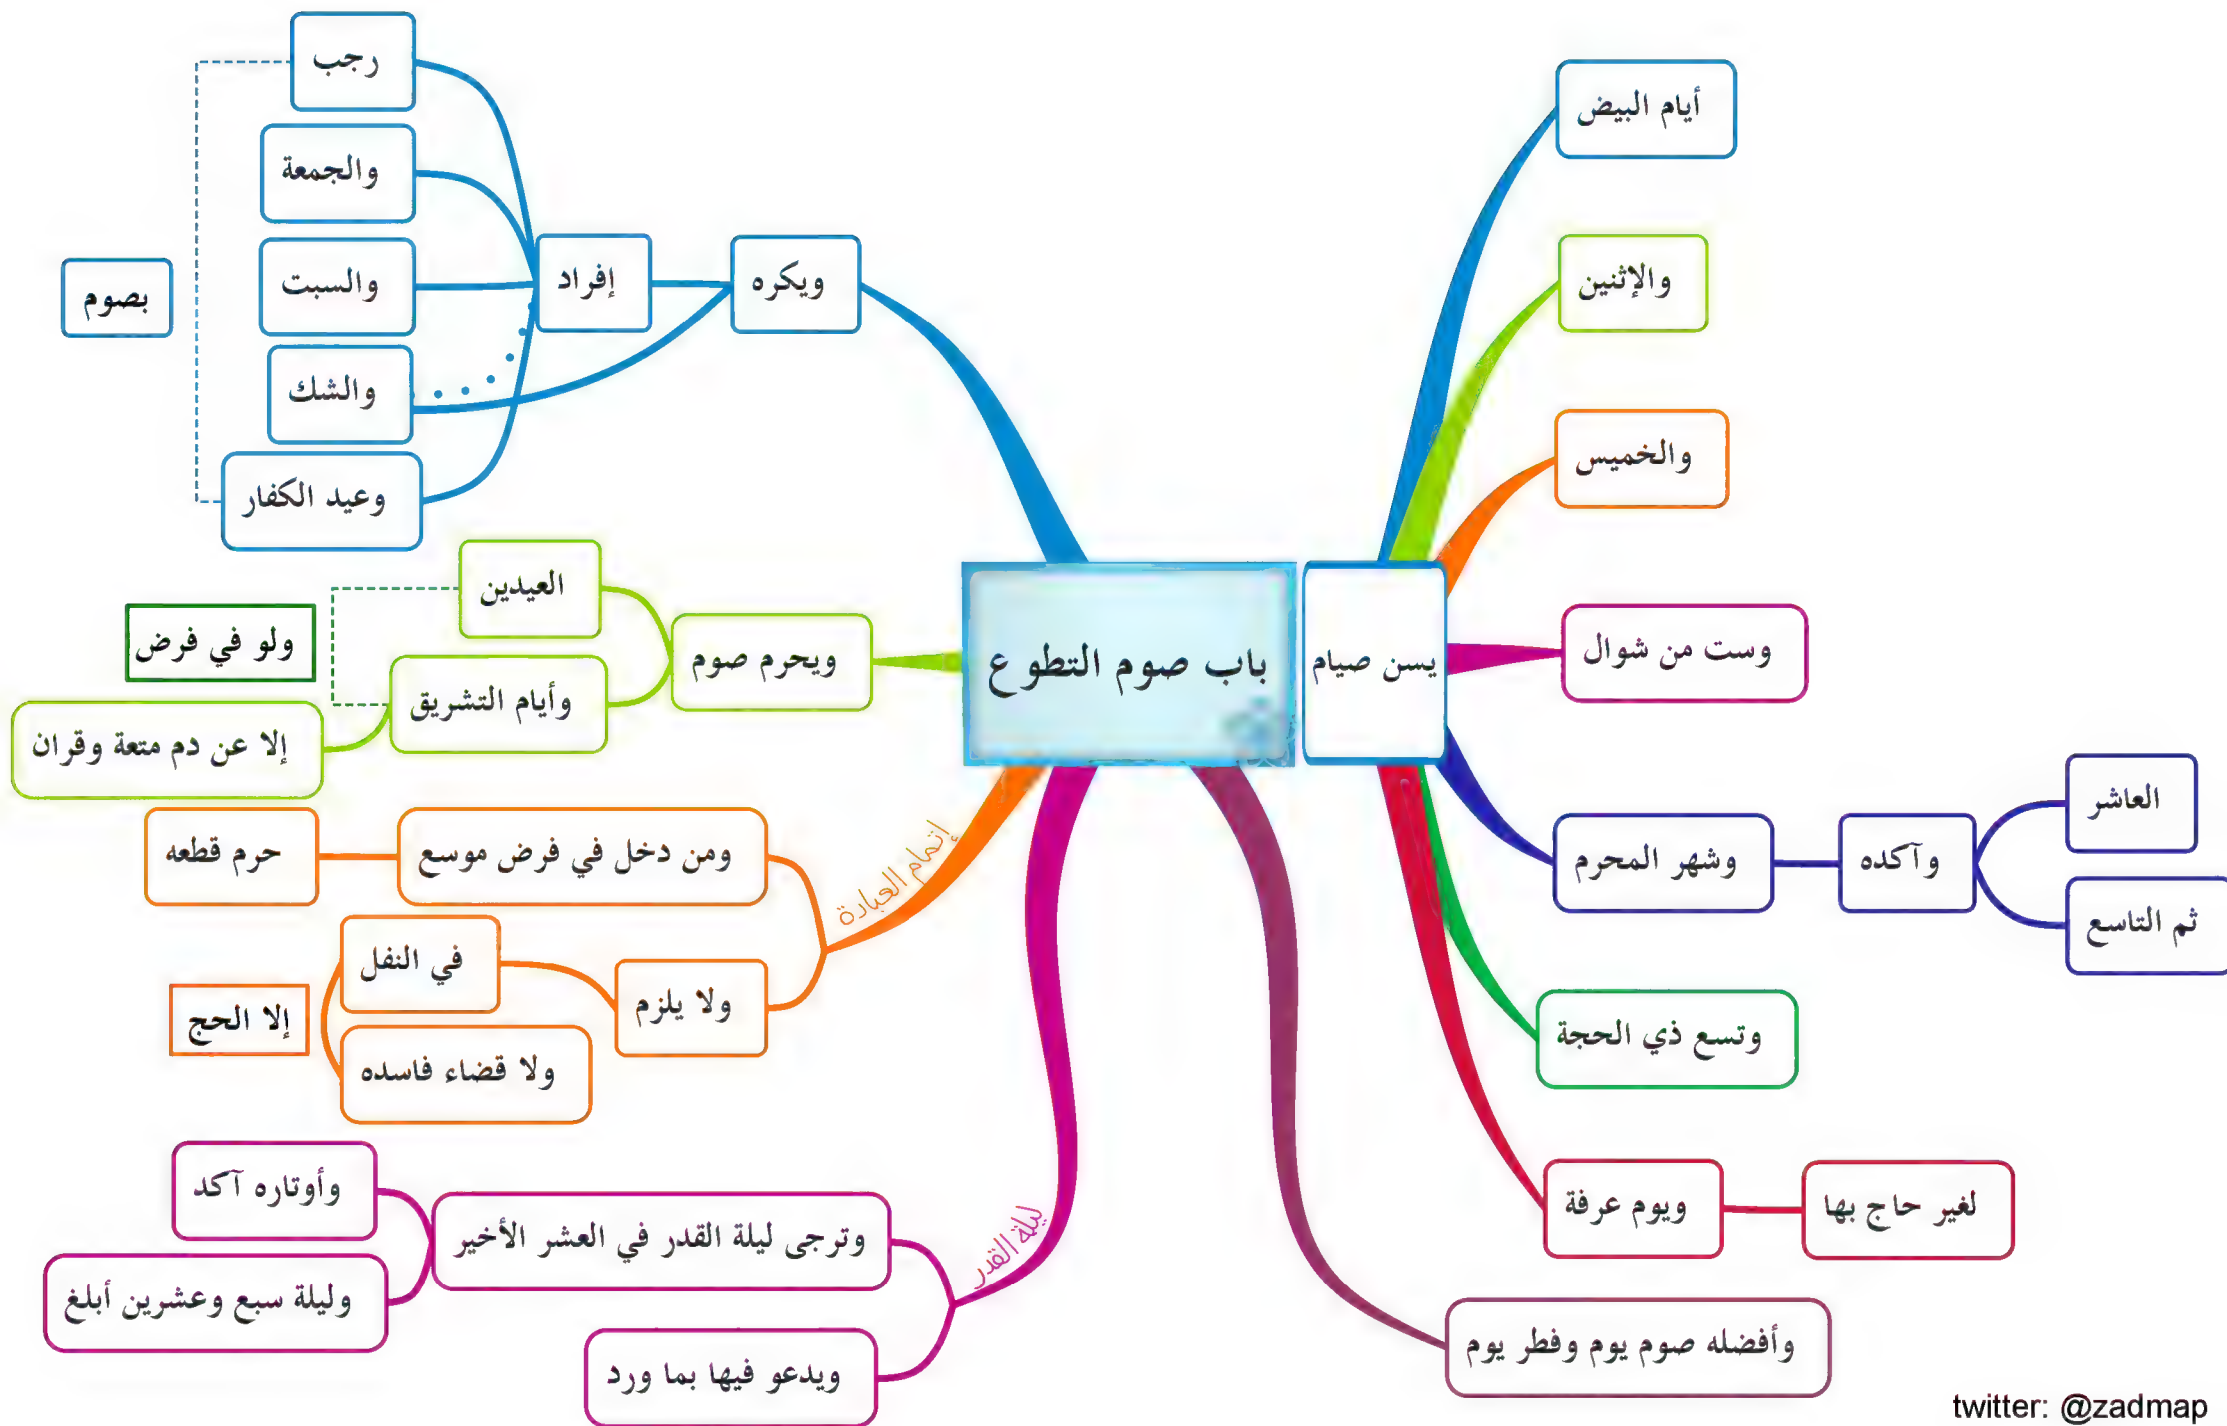 باب صوم التطوع
يسن صيام
أيام البيض
والإثنين
والخميس
وست من شوال
وشهر المحرم
وآكده
العاشر
ثم التاسع
وتسع ذي الحجة
ويوم عرفة
لغير حاج بها
وأفضله صوم يوم وفطر يوم
ويكره
إفراد
رجب
والجمعة
والسبت
والشك
وعيد الكفار
بصوم
ويحرم صوم
العيدين
وأيام التشريق
ولو في فرض
إلا عن دم متعة وقران
إتمام العبادة
ومن دخل في فرض موسع
حرم قطعه
ولا يلزم
في النفل
ولا قضاء فاسده
إلا الحج
ليلة القدر
وترجى ليلة القدر في العشر الأخير
وأوتاره آكد
وليلة سبع وعشرين أبلغ
ويدعو فيها بما ورد
twitter: @zadmap